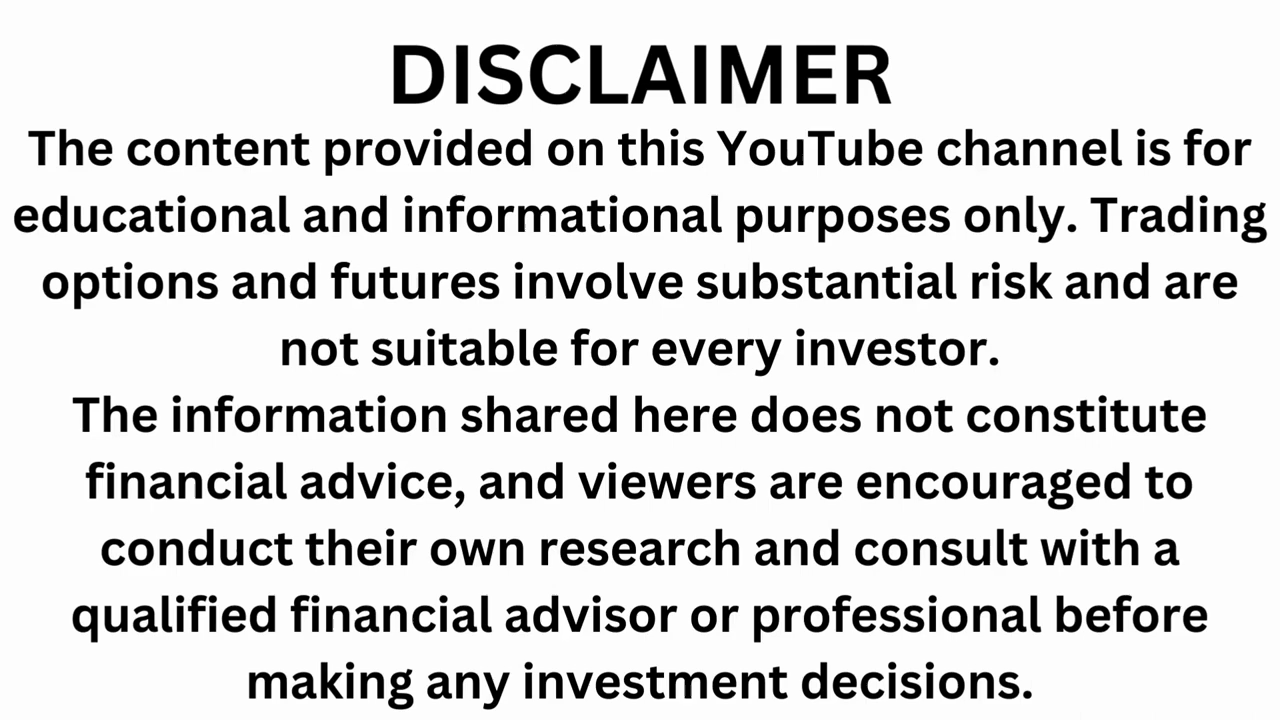 DISCLAIMER
The content provided on this YouTube channel is for
educational and informational purposes only. Trading
options and futures involve substantial risk and are
not suitable for every investor.
The information shared here does not constitute
financial advice, and viewers are encouraged to
conduct their own research and consult with a
qualified financial advisor or professional before
making any investment decisions.